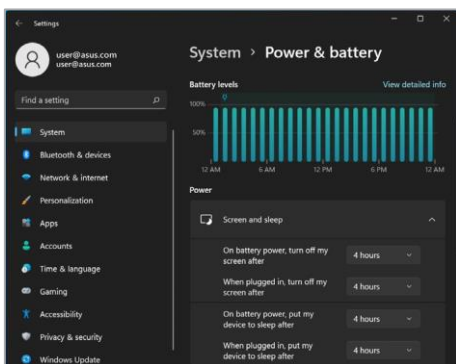 Settings
user@asus.com
user@asus.com
Find a setting
System
Bluetooth & devices
Network & internet
Personalization
Apps
Accounts
Time & language
Gaming
Accessibility
Privacy & security
Windows Update
System › Power & battery
Battery levels
View detailed info
100%
50%
12 AM 6 AM 12 PM 6 PM 12 AM
Power
Screen and sleep
On battery power, turn off my
screen after
4 hours
When plugged in, turn off my
screen after
4 hours
On battery power, put my
device to sleep after
4 hours
When plugged in, put my
device to sleep after
4 hours